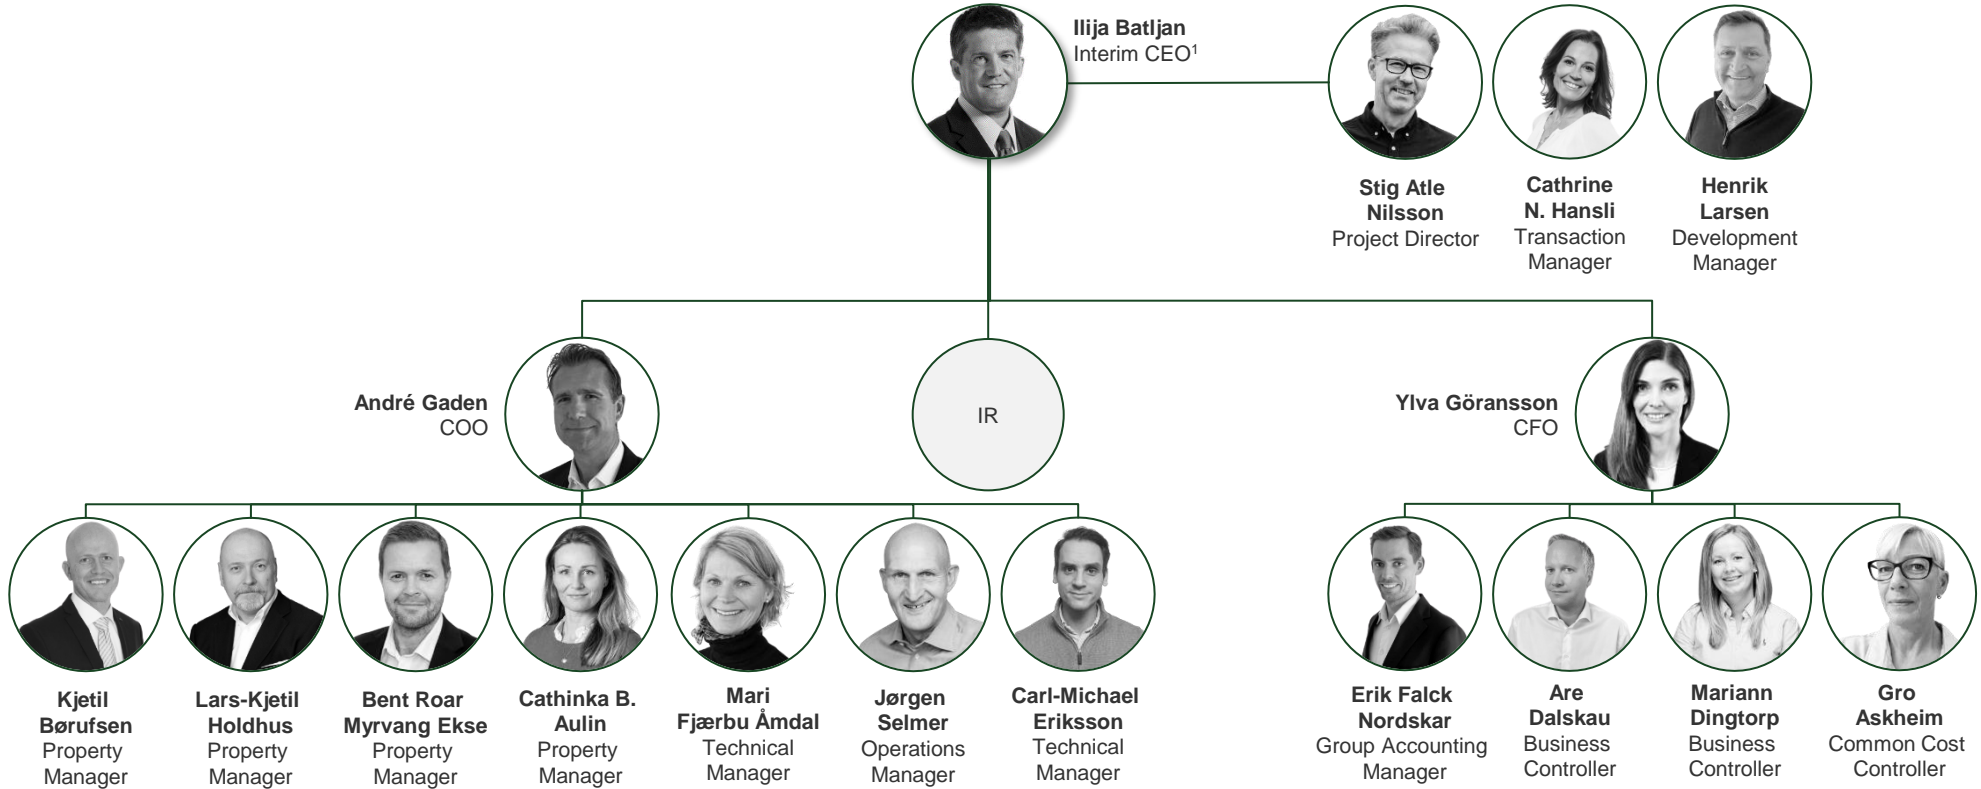 Ilija Batljan
Interim CEO¹
Stig Atle
Nilsson
Project Director
Cathrine
N. Hansli
Transaction
Manager
Henrik
Larsen
Development
Manager
André Gaden
COO
IR
Ylva Göransson
CFO
Kjetil
Børufsen
Property
Manager
Lars-Kjetil
Holdhus
Property
Manager
Bent Roar
Myrvang Ekse
Property
Manager
Cathinka B.
Aulin
Property
Manager
Mari
Fjærbu Åmdal
Technical
Manager
Jørgen
Selmer
Operations
Manager
Carl-Michael
Eriksson
Technical
Manager
Erik Falck
Nordskar
Group Accounting
Manager
Are
Dalskau
Business
Controller
Mariann
Dingtorp
Business
Controller
Gro
Askheim
Common Cost
Controller